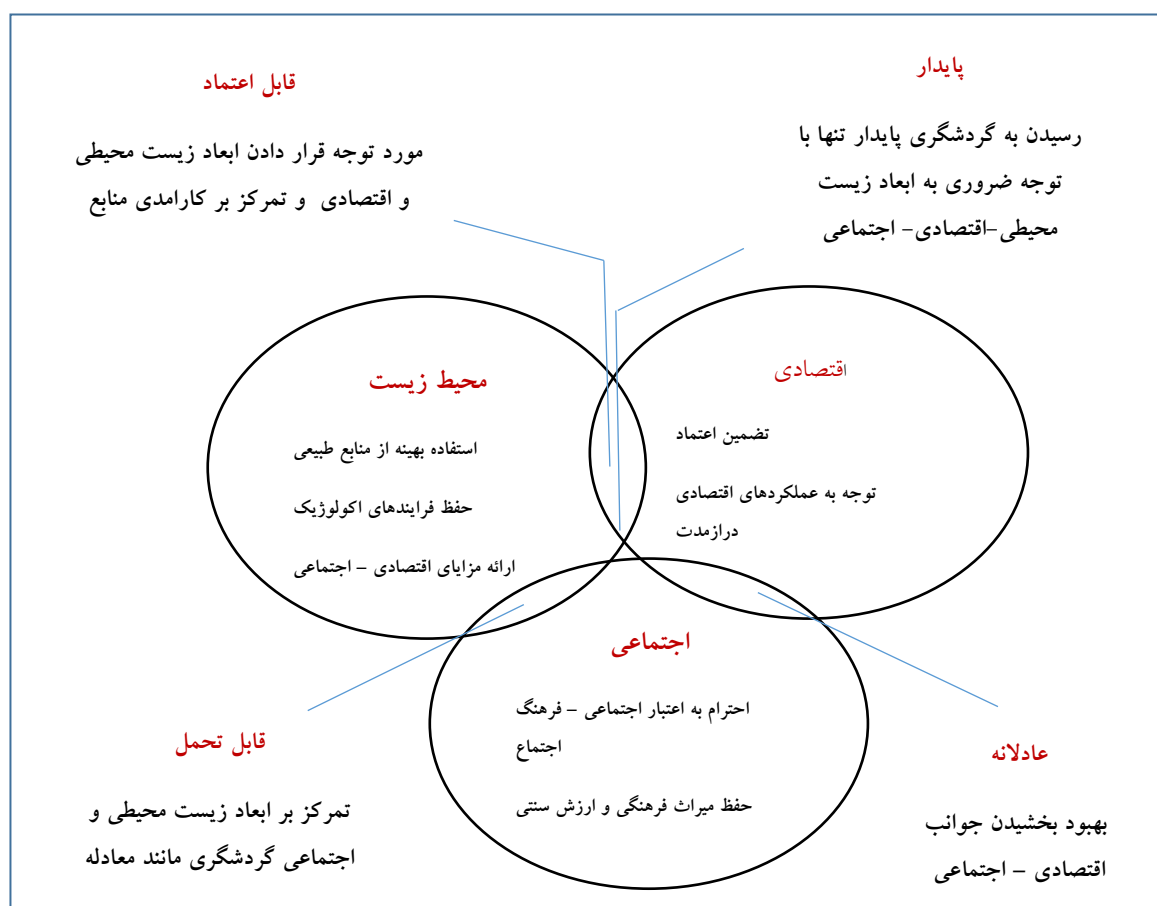 پایدار
رسیدن به گردشگری پایدار تنها با
توجه ضروری به ابعاد زیست
محیطی-اقتصادی- اجتماعی
قابل اعتماد
مورد توجه قرار دادن ابعاد زیست محیطی
و اقتصادی و تمرکز بر کارامدی منابع
اقتصادی
تضمین اعتماد
توجه به عملکردهای اقتصادی
درازمدت
محیط زیست
استفاده بهینه از منابع طبیعی
حفظ فرایندهای اکولوژیک
ارائه مزایای اقتصادی – اجتماعی
اجتماعی
احترام به اعتبار اجتماعی – فرهنگ
اجتماع
حفظ میراث فرهنگی و ارزش سنتی
عادلانه
بهبود بخشیدن جوانب
اقتصادی – اجتماعی
قابل تحمل
تمرکز بر ابعاد زیست محیطی و
اجتماعی گردشگری مانند معادله